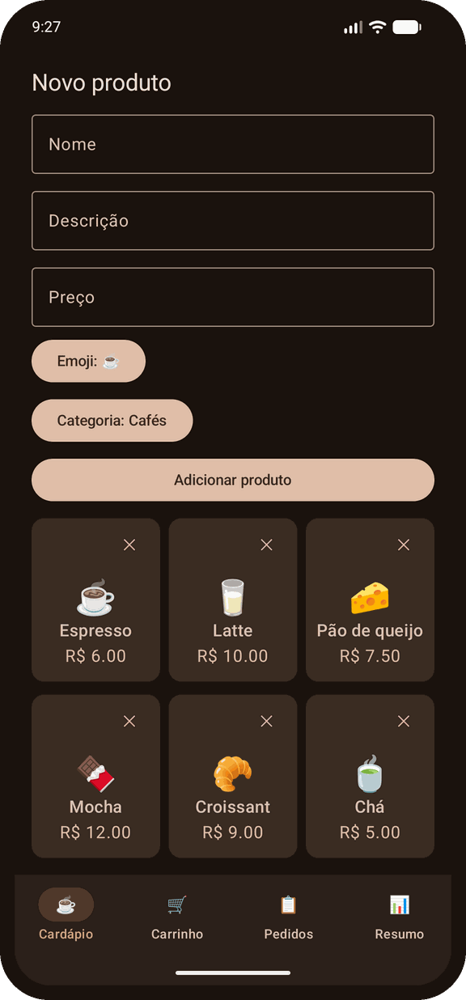 9:27
Novo produto
Nome
Descrição
Preço
Emoji: ☕
Categoria: Cafés
Adicionar produto
Espresso
R$ 6.00
Latte
R$ 10.00
Pão de queijo
R$ 7.50
Mocha
R$ 12.00
Croissant
R$ 9.00
Chá
R$ 5.00
Cardápio
Carrinho
Pedidos
Resumo